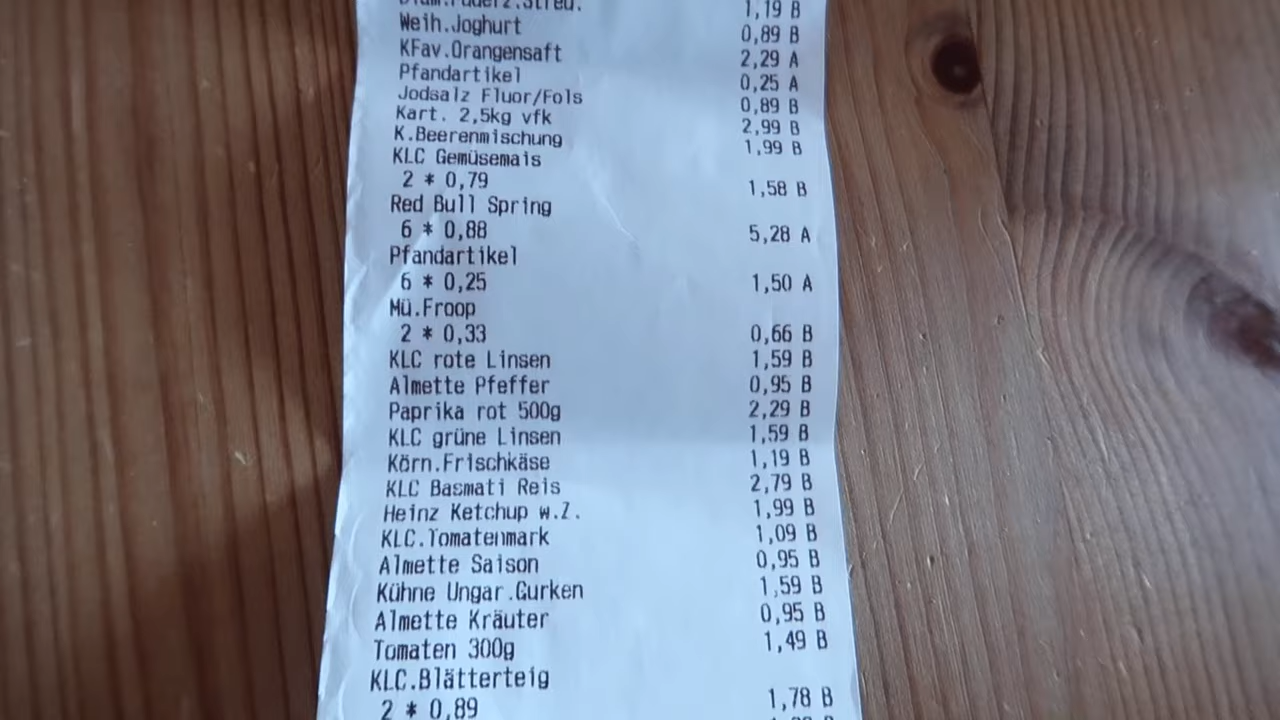 1,19 B
Weih.Joghurt 0,89 B
KFav.Orangensaft 2,29 A
Pfandartikel 0,25 A
Jodsalz Fluor/Fols 0,89 B
Kart. 2,5kg vfk 2,99 B
K.Beerenmischung 1,99 B
KLC Gemüsemais
2 * 0,79 1,58 B
Red Bull Spring
6 * 0,88 5,28 A
Pfandartikel
6 * 0,25 1,50 A
Mü.Froop
2 * 0,33 0,66 B
KLC rote Linsen 1,59 B
Almette Pfeffer 0,95 B
Paprika rot 500g 2,29 B
KLC grüne Linsen 1,59 B
Körn.Frischkäse 1,19 B
KLC Basmati Reis 2,79 B
Heinz Ketchup w.Z. 1,99 B
KLC.Tomatenmark 1,09 B
Almette Saison 0,95 B
Kühne Ungar.Gurken 1,59 B
Almette Kräuter 0,95 B
Tomaten 300g 1,49 B
KLC.Blätterteig
2 * 0,89 1,78 B